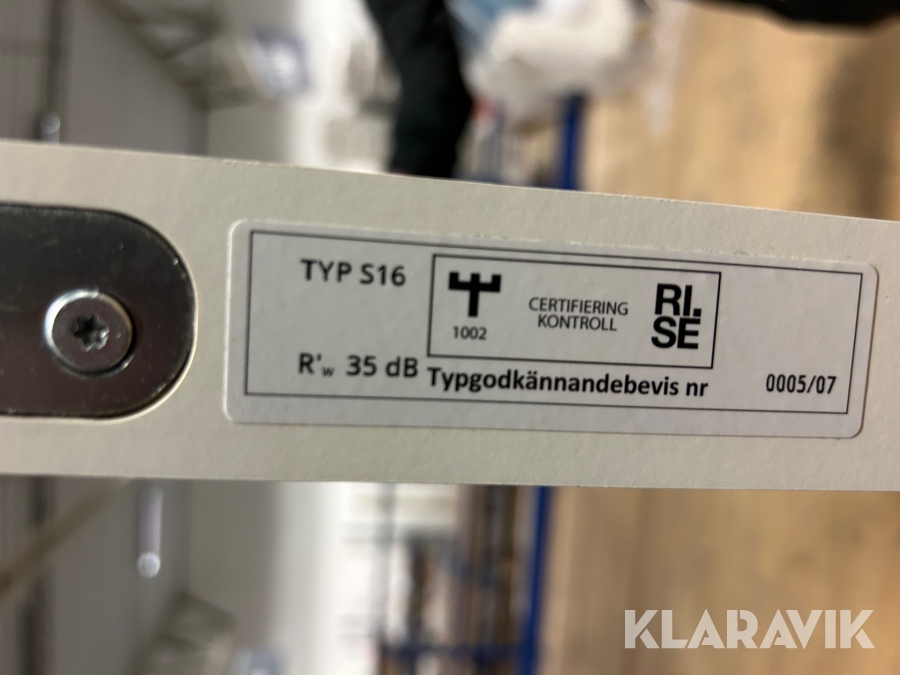 TYP S16
1002
CERTIFIERING
KONTROLL
RI.
SE
R'w 35 dB
Typgodkännandebevis nr
0005/07
KLARAVIK